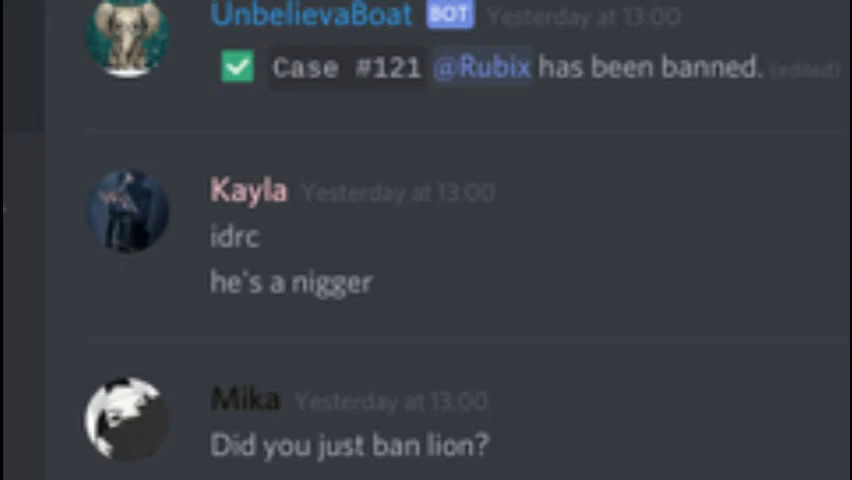 UnbelievaBoat BOT Yesterday at 13:00
Case #121 @Rubix has been banned. (edited)
Kayla Yesterday at 13:00
idrc
he's a nigger
Mika Yesterday at 13:00
Did you just ban lion?